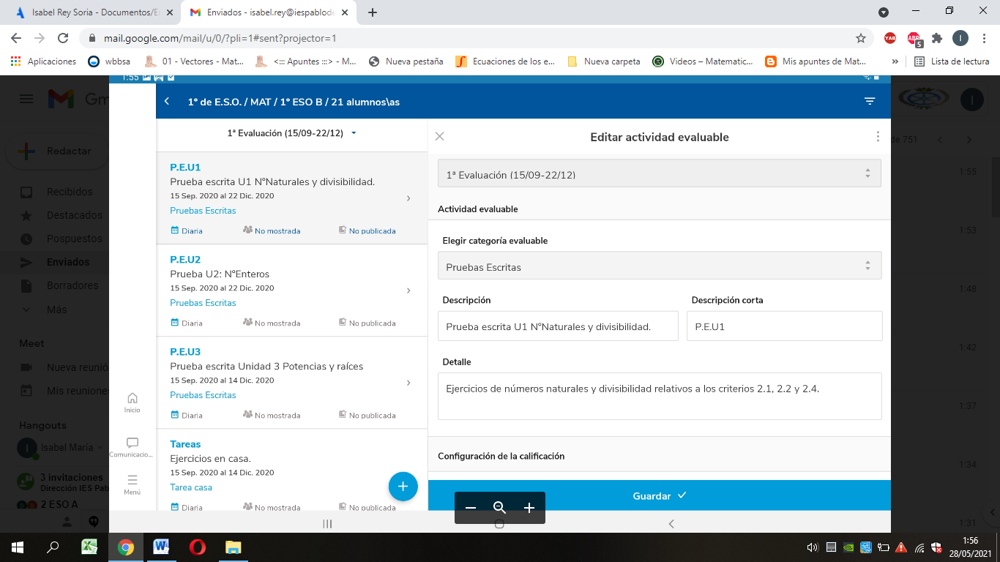 Isabel Rey Soria - Documentos/E
Enviados - isabel.rey@iespablode
mail.google.com/mail/u/0/?pli=1#sent?projector=1
YAB
ABP
5
I
Aplicaciones
wbbsa
01 - Vectores - Mat...
<::: Apuntes :::> - M...
Nueva pestaña
Ecuaciones de los e...
Nueva carpeta
Videos – Matematic...
Mis apuntes de Mat...
»
Lista de lectura
1:55
Gm
Redactar
Recibidos
Destacados
Pospuestos
Enviados
Borradores
Más
Meet
Nueva reunió
Mis reuniones
Hangouts
I
Isabel María
3 invitaciones
Dirección IES Pab
2 ESO A
Inicio
Comunicacio...
Menú
1º de E.S.O. / MAT / 1º ESO B / 21 alumnos\as
1ª Evaluación (15/09-22/12)
P.E.U1
Prueba escrita U1 NºNaturales y divisibilidad.
15 Sep. 2020 al 22 Dic. 2020
Pruebas Escritas
Diaria No mostrada No publicada
P.E.U2
Prueba U2: NºEnteros
15 Sep. 2020 al 22 Dic. 2020
Pruebas Escritas
Diaria No mostrada No publicada
P.E.U3
Prueba escrita Unidad 3 Potencias y raíces
15 Sep. 2020 al 14 Dic. 2020
Pruebas Escritas
Diaria No mostrada No publicada
Tareas
Ejercicios en casa.
15 Sep. 2020 al 14 Dic. 2020
Tarea casa
Diaria No mostrada No publicada
Editar actividad evaluable
1ª Evaluación (15/09-22/12)
Actividad evaluable
Elegir categoría evaluable
Pruebas Escritas
Descripción Descripción corta
Prueba escrita U1 NºNaturales y divisibilidad. P.E.U1
Detalle
Ejercicios de números naturales y divisibilidad relativos a los criterios 2.1, 2.2 y 2.4.
Configuración de la calificación
Guardar
I
de 751
1:55
1:53
1:48
1:42
1:37
1:34
1:31
1:56
28/05/2021